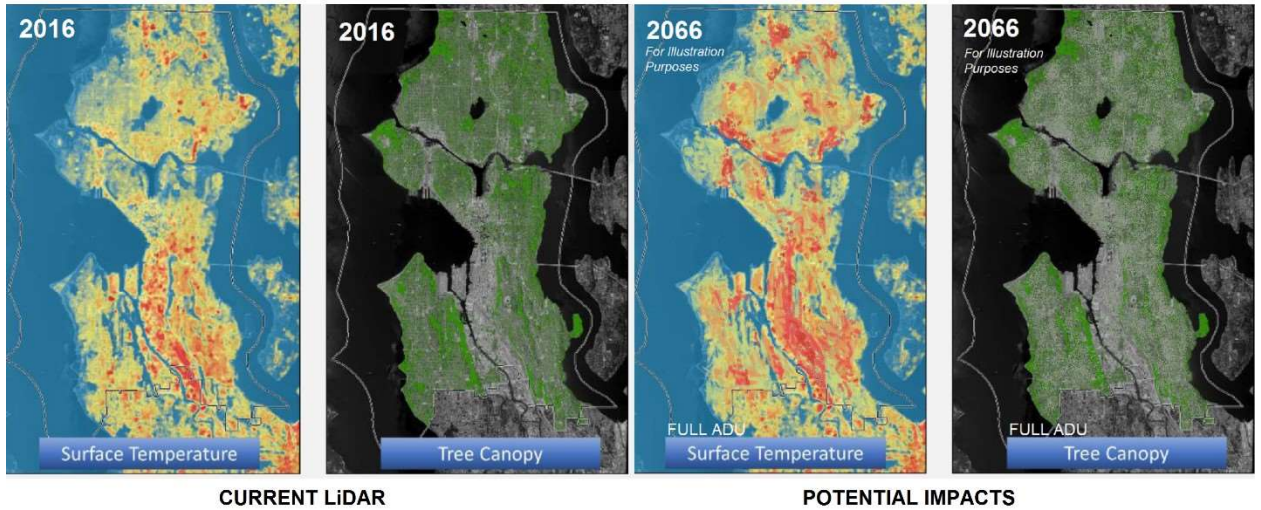 2016
2016
2066
For Illustration
Purposes
2066
For Illustration
Purposes
Surface Temperature
Tree Canopy
FULL ADU
Surface Temperature
FULL ADU
Tree Canopy
CURRENT LiDAR
POTENTIAL IMPACTS